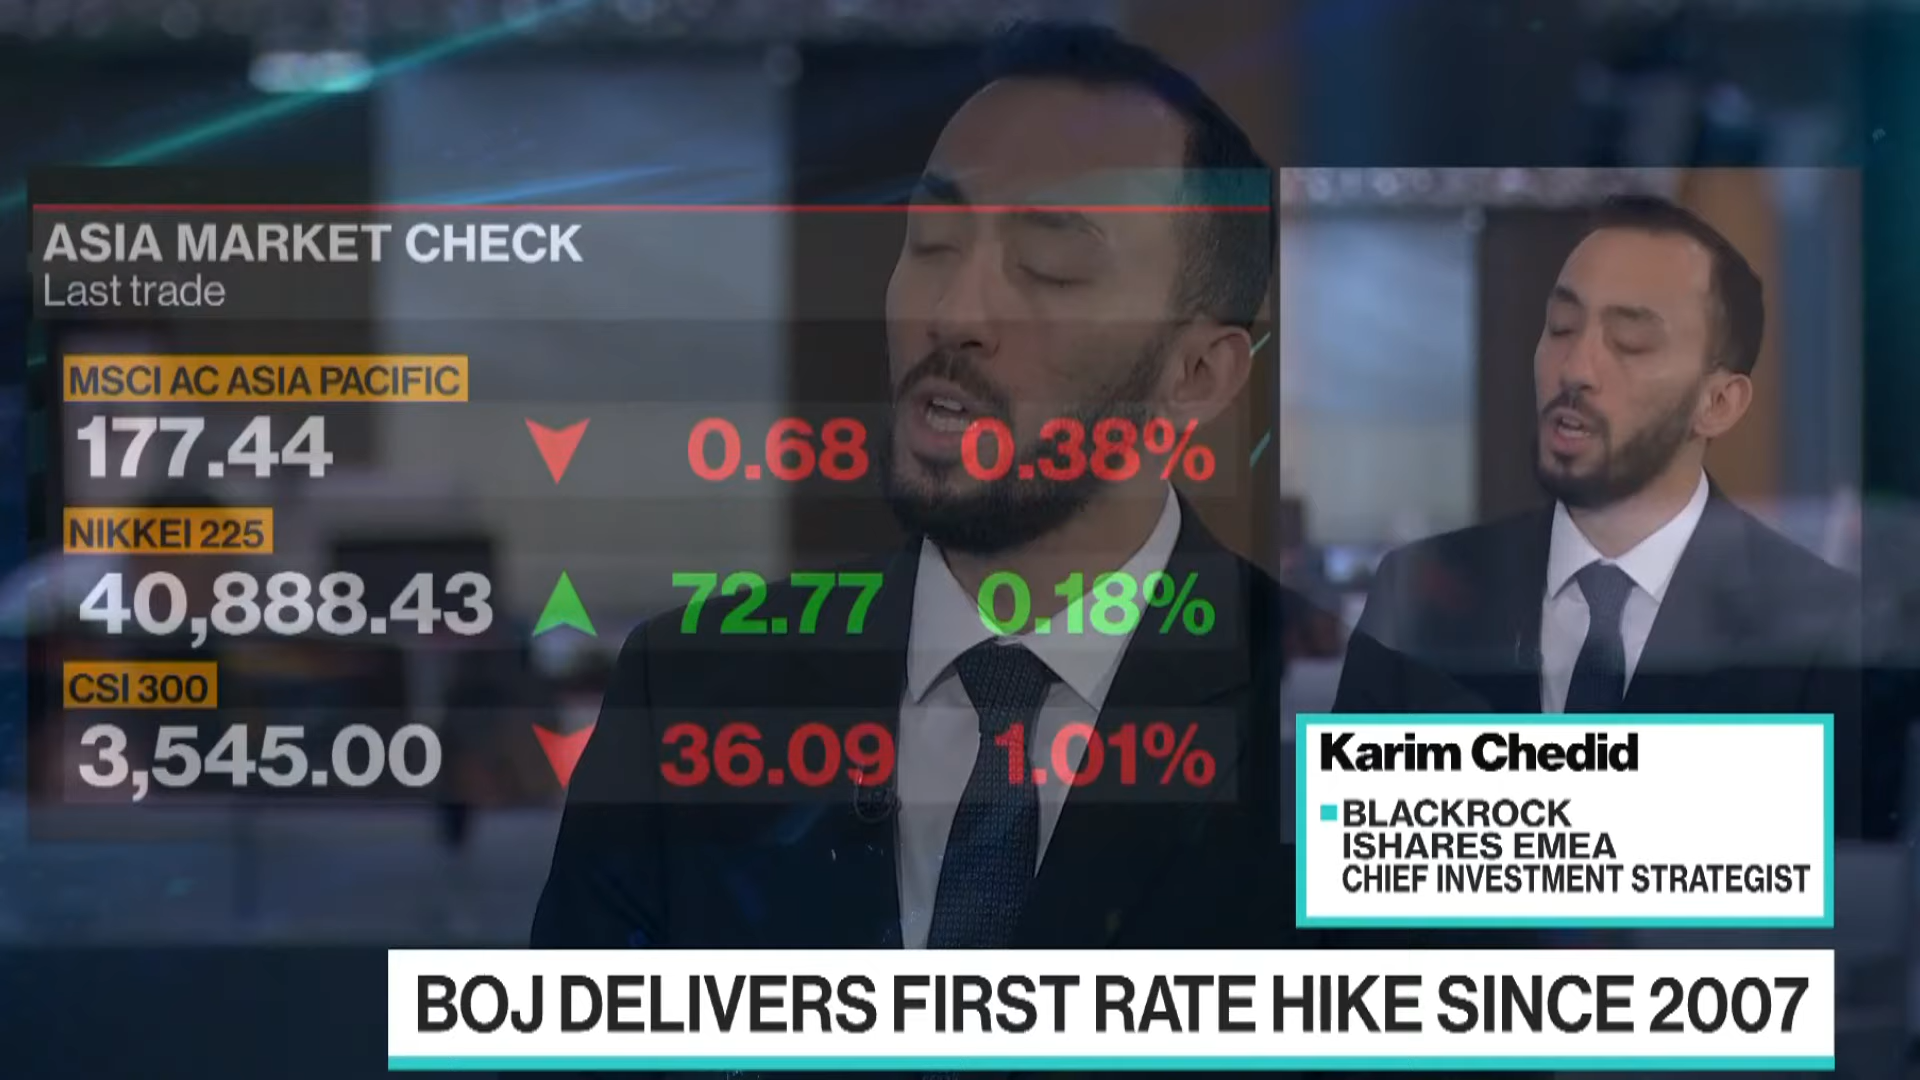 ASIA MARKET CHECK
Last trade
MSCI AC ASIA PACIFIC
177.44 ▼ 0.68 0.38%
NIKKEI 225
40,888.43 ▲ 72.77 0.18%
CSI 300
3,545.00 ▼ 36.09 1.01%
Karim Chedid
BLACKROCK
ISHARES EMEA
CHIEF INVESTMENT STRATEGIST
BOJ DELIVERS FIRST RATE HIKE SINCE 2007